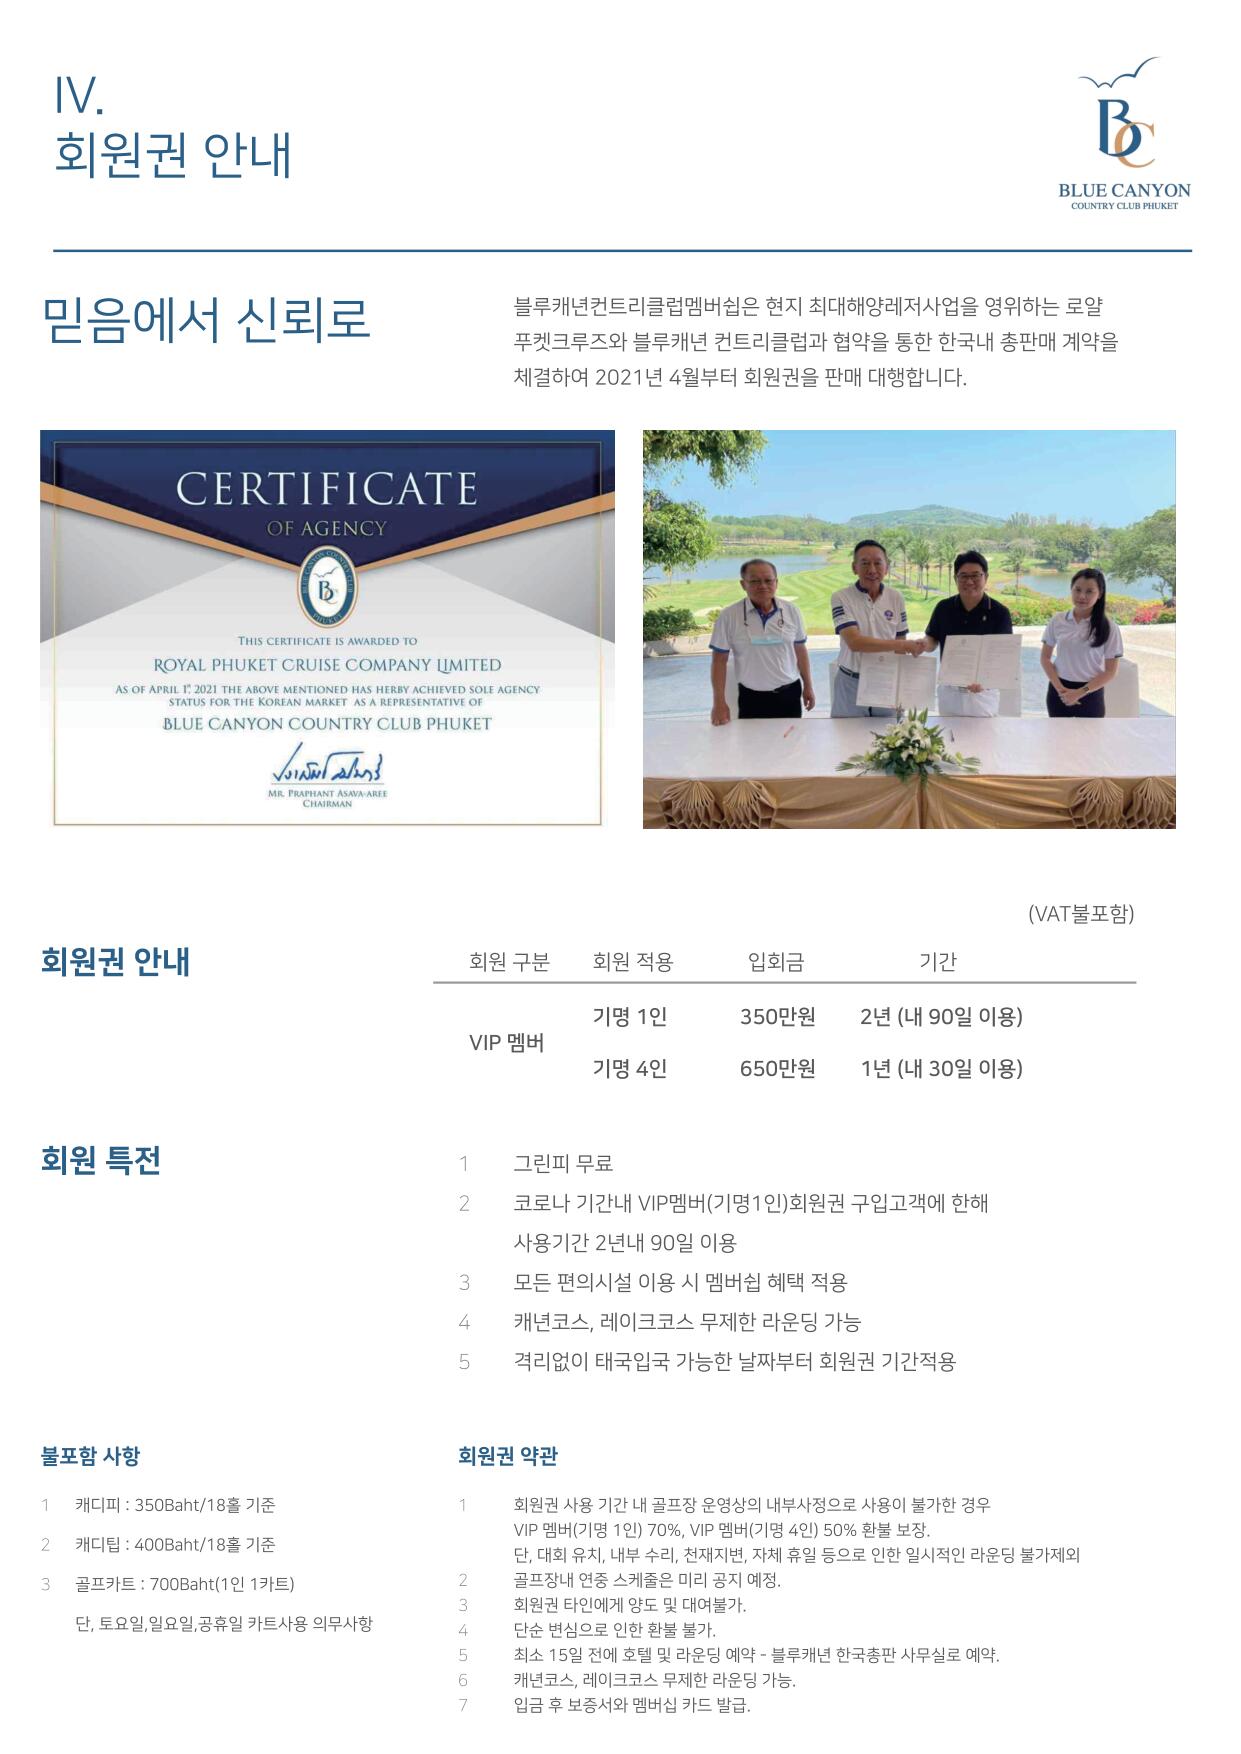 IV.
회원권 안내
BC
BLUE CANYON
COUNTRY CLUB PHUKET
믿음에서 신뢰로
블루캐년컨트리클럽멤버쉽은 현지 최대해양레저사업을 영위하는 로얄
푸켓크루즈와 블루캐년 컨트리클럽과 협약을 통한 한국내 총판매 계약을
체결하여 2021년 4월부터 회원권을 판매 대행합니다.
CERTIFICATE
OF AGENCY
BLUE CANYON COUNTRY CLUB
BC
PHUKET
THIS CERTIFICATE IS AWARDED TO
ROYAL PHUKET CRUISE COMPANY LIMITED
AS OF APRIL 1st, 2021 THE ABOVE MENTIONED HAS HERBY ACHIEVED SOLE AGENCY
STATUS FOR THE KOREAN MARKET AS A REPRESENTATIVE OF
BLUE CANYON COUNTRY CLUB PHUKET
MR. PRAPHANT ASAVA-AREE
CHAIRMAN
(VAT불포함)
회원권 안내
회원 구분 회원 적용 입회금 기간
기명 1인 350만원 2년 (내 90일 이용)
VIP 멤버
기명 4인 650만원 1년 (내 30일 이용)
회원 특전
1 그린피 무료
2 코로나 기간내 VIP멤버(기명1인)회원권 구입고객에 한해
사용기간 2년내 90일 이용
3 모든 편의시설 이용 시 멤버쉽 혜택 적용
4 캐년코스, 레이크코스 무제한 라운딩 가능
5 격리없이 태국입국 가능한 날짜부터 회원권 기간적용
불포함 사항
1 캐디피 : 350Baht/18홀 기준
2 캐디팁 : 400Baht/18홀 기준
3 골프카트 : 700Baht(1인 1카트)
단, 토요일,일요일,공휴일 카트사용 의무사항
회원권 약관
1 회원권 사용 기간 내 골프장 운영상의 내부사정으로 사용이 불가한 경우
VIP 멤버(기명 1인) 70%, VIP 멤버(기명 4인) 50% 환불 보장.
단, 대회 유치, 내부 수리, 천재지변, 자체 휴일 등으로 인한 일시적인 라운딩 불가제외
2 골프장내 연중 스케줄은 미리 공지 예정.
3 회원권 타인에게 양도 및 대여불가.
4 단순 변심으로 인한 환불 불가.
5 최소 15일 전에 호텔 및 라운딩 예약 - 블루캐년 한국총판 사무실로 예약.
6 캐년코스, 레이크코스 무제한 라운딩 가능.
7 입금 후 보증서와 멤버십 카드 발급.